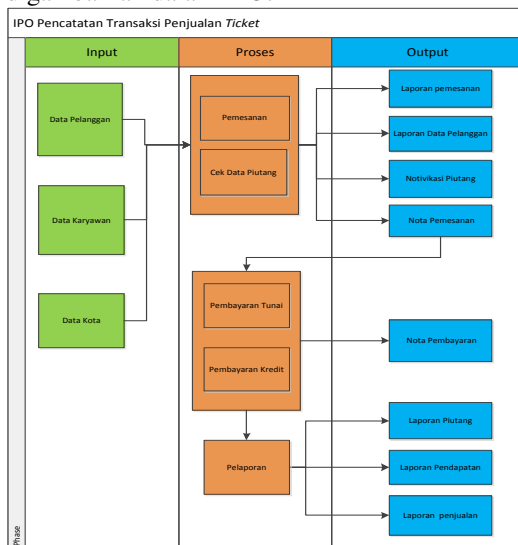 IPO Pencatatan Transaksi Penjualan Ticket
Input
Proses
Output
Data Pelanggan
Data Karyawan
Data Kota
Pemesanan
Cek Data Piutang
Laporan pemesanan
Laporan Data Pelanggan
Notivikasi Piutang
Nota Pemesanan
Pembayaran Tunai
Pembayaran Kredit
Nota Pembayaran
Pelaporan
Laporan Piutang
Laporan Pendapatan
Laporan penjualan
Phase